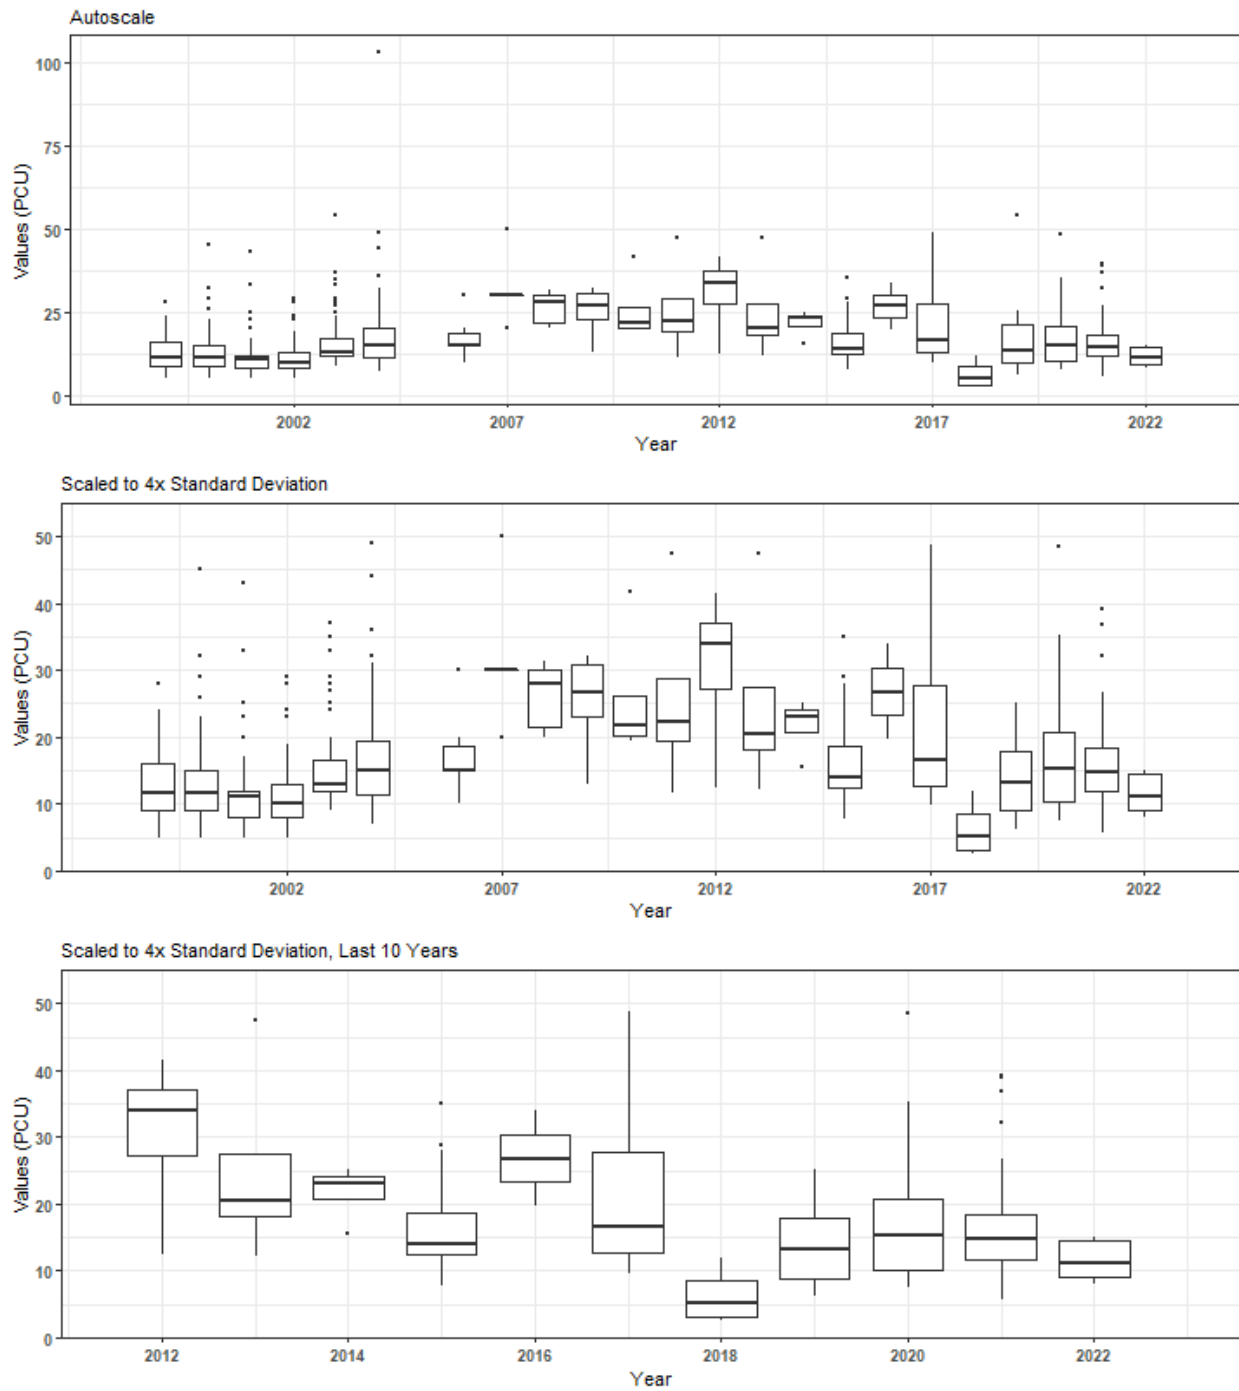 Autoscale
100
75
50
25
0
Values (PCU)
2002 2007 2012 2017 2022
Year
Scaled to 4x Standard Deviation
50
40
30
20
10
0
Values (PCU)
2002 2007 2012 2017 2022
Year
Scaled to 4x Standard Deviation, Last 10 Years
50
40
30
20
10
0
Values (PCU)
2012 2014 2016 2018 2020 2022
Year